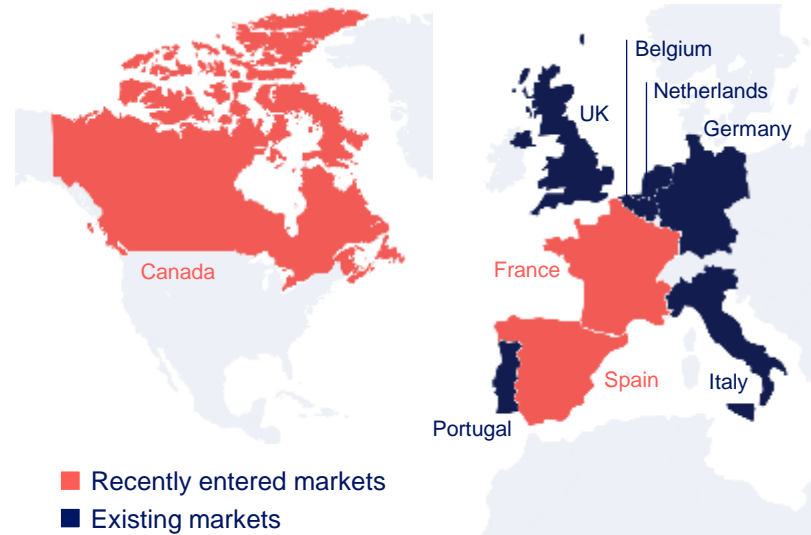 Belgium
Netherlands
UK
Germany
Canada
France
Spain
Italy
Portugal
Recently entered markets
Existing markets